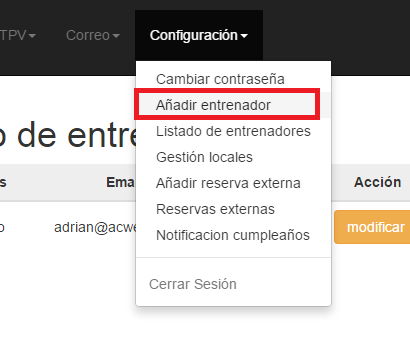 TPV Correo Configuración
Cambiar contraseña
Añadir entrenador
Listado de entrenadores
Gestión locales
Añadir reserva externa
Reservas externas
Notificacion cumpleaños
Cerrar Sesión
de entre
Ema Acción
adrian@acwe modificar